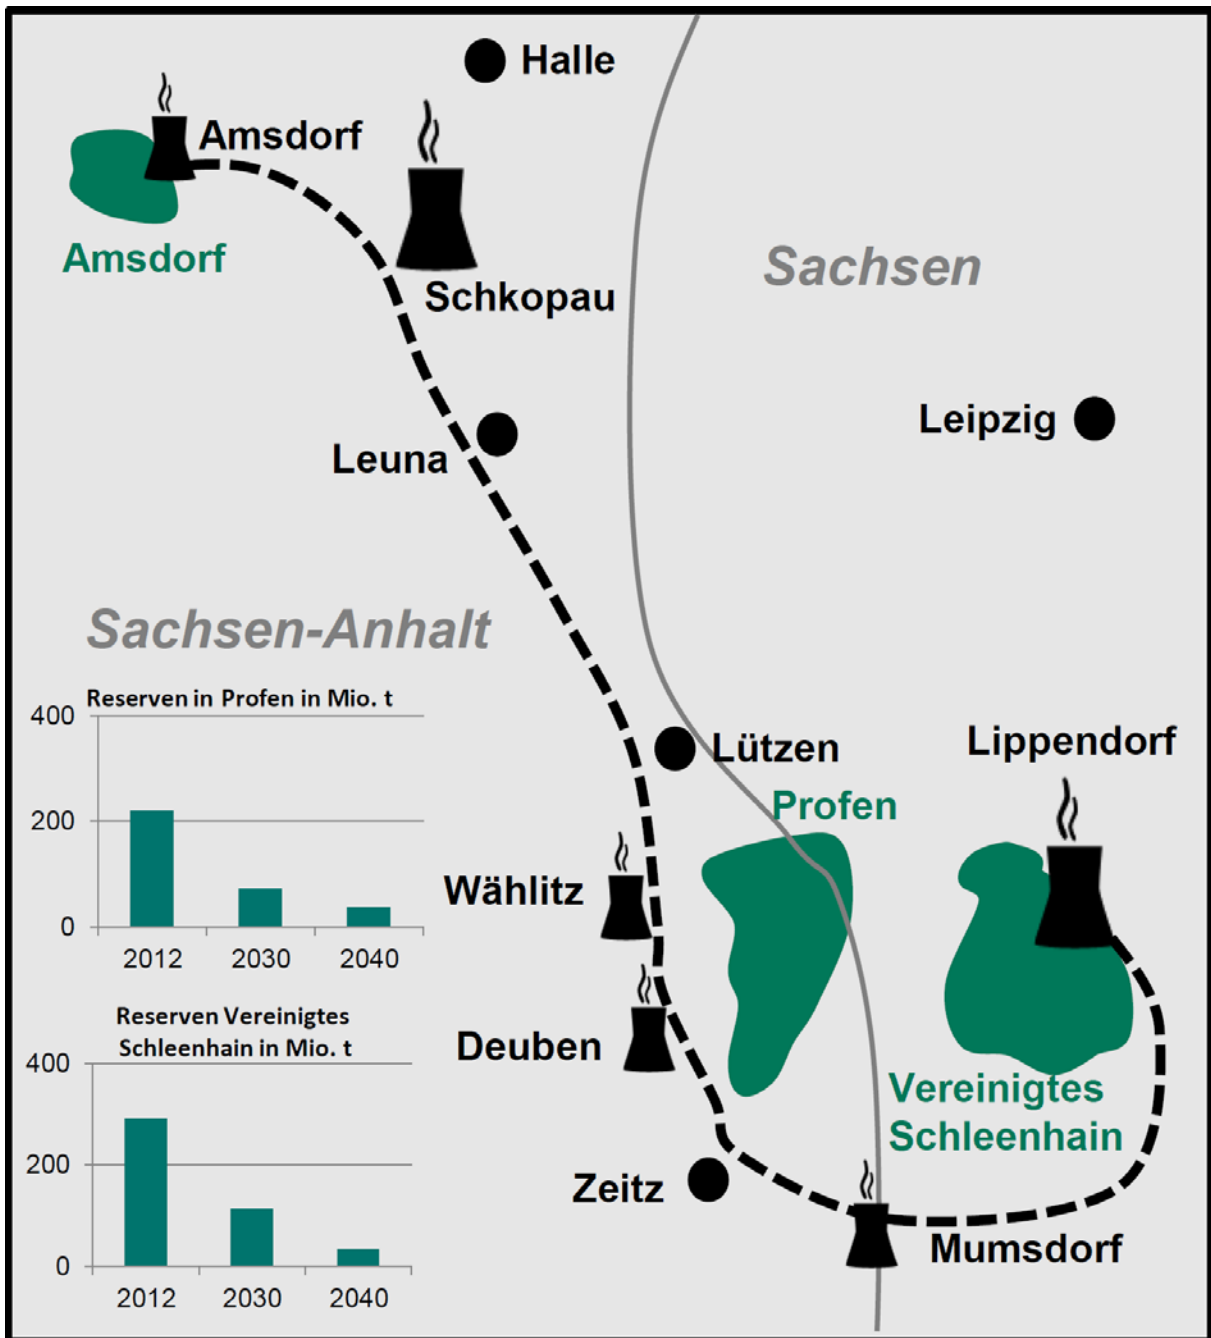 Halle
Amsdorf
Amsdorf
Schkopau
Sachsen
Leipzig
Leuna
Sachsen-Anhalt
Reserven in Profen in Mio. t
400
200
0
2012 2030 2040
Lützen
Lippendorf
Profen
Wählitz
Deuben
Reserven Vereinigtes
Schleenhain in Mio. t
400
200
0
2012 2030 2040
Vereinigtes
Schleenhain
Zeitz
Mumsdorf